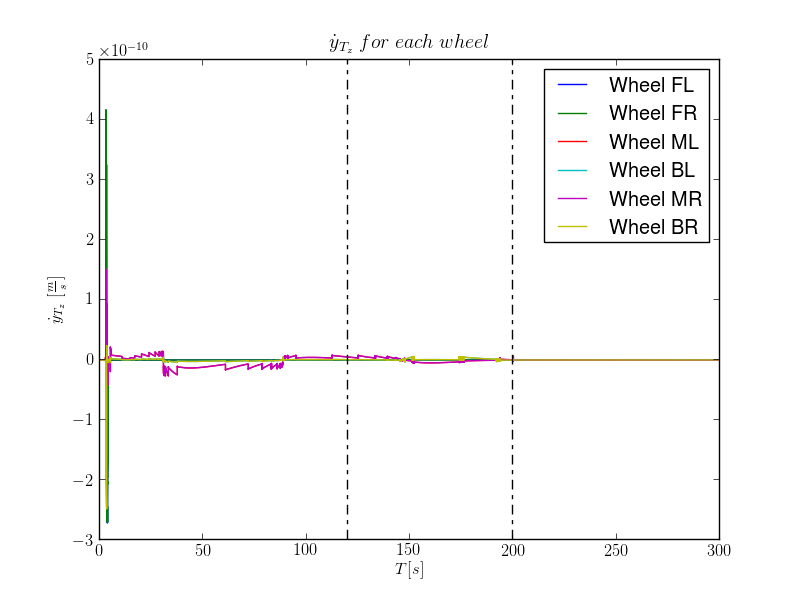 ẏ_{T_z} for each wheel
×10^{−10}
5
4
3
2
1
0
−1
−2
−3
ẏ_{T_z} [m/s]
0 50 100 150 200 250 300
T[s]
Wheel FL
Wheel FR
Wheel ML
Wheel BL
Wheel MR
Wheel BR